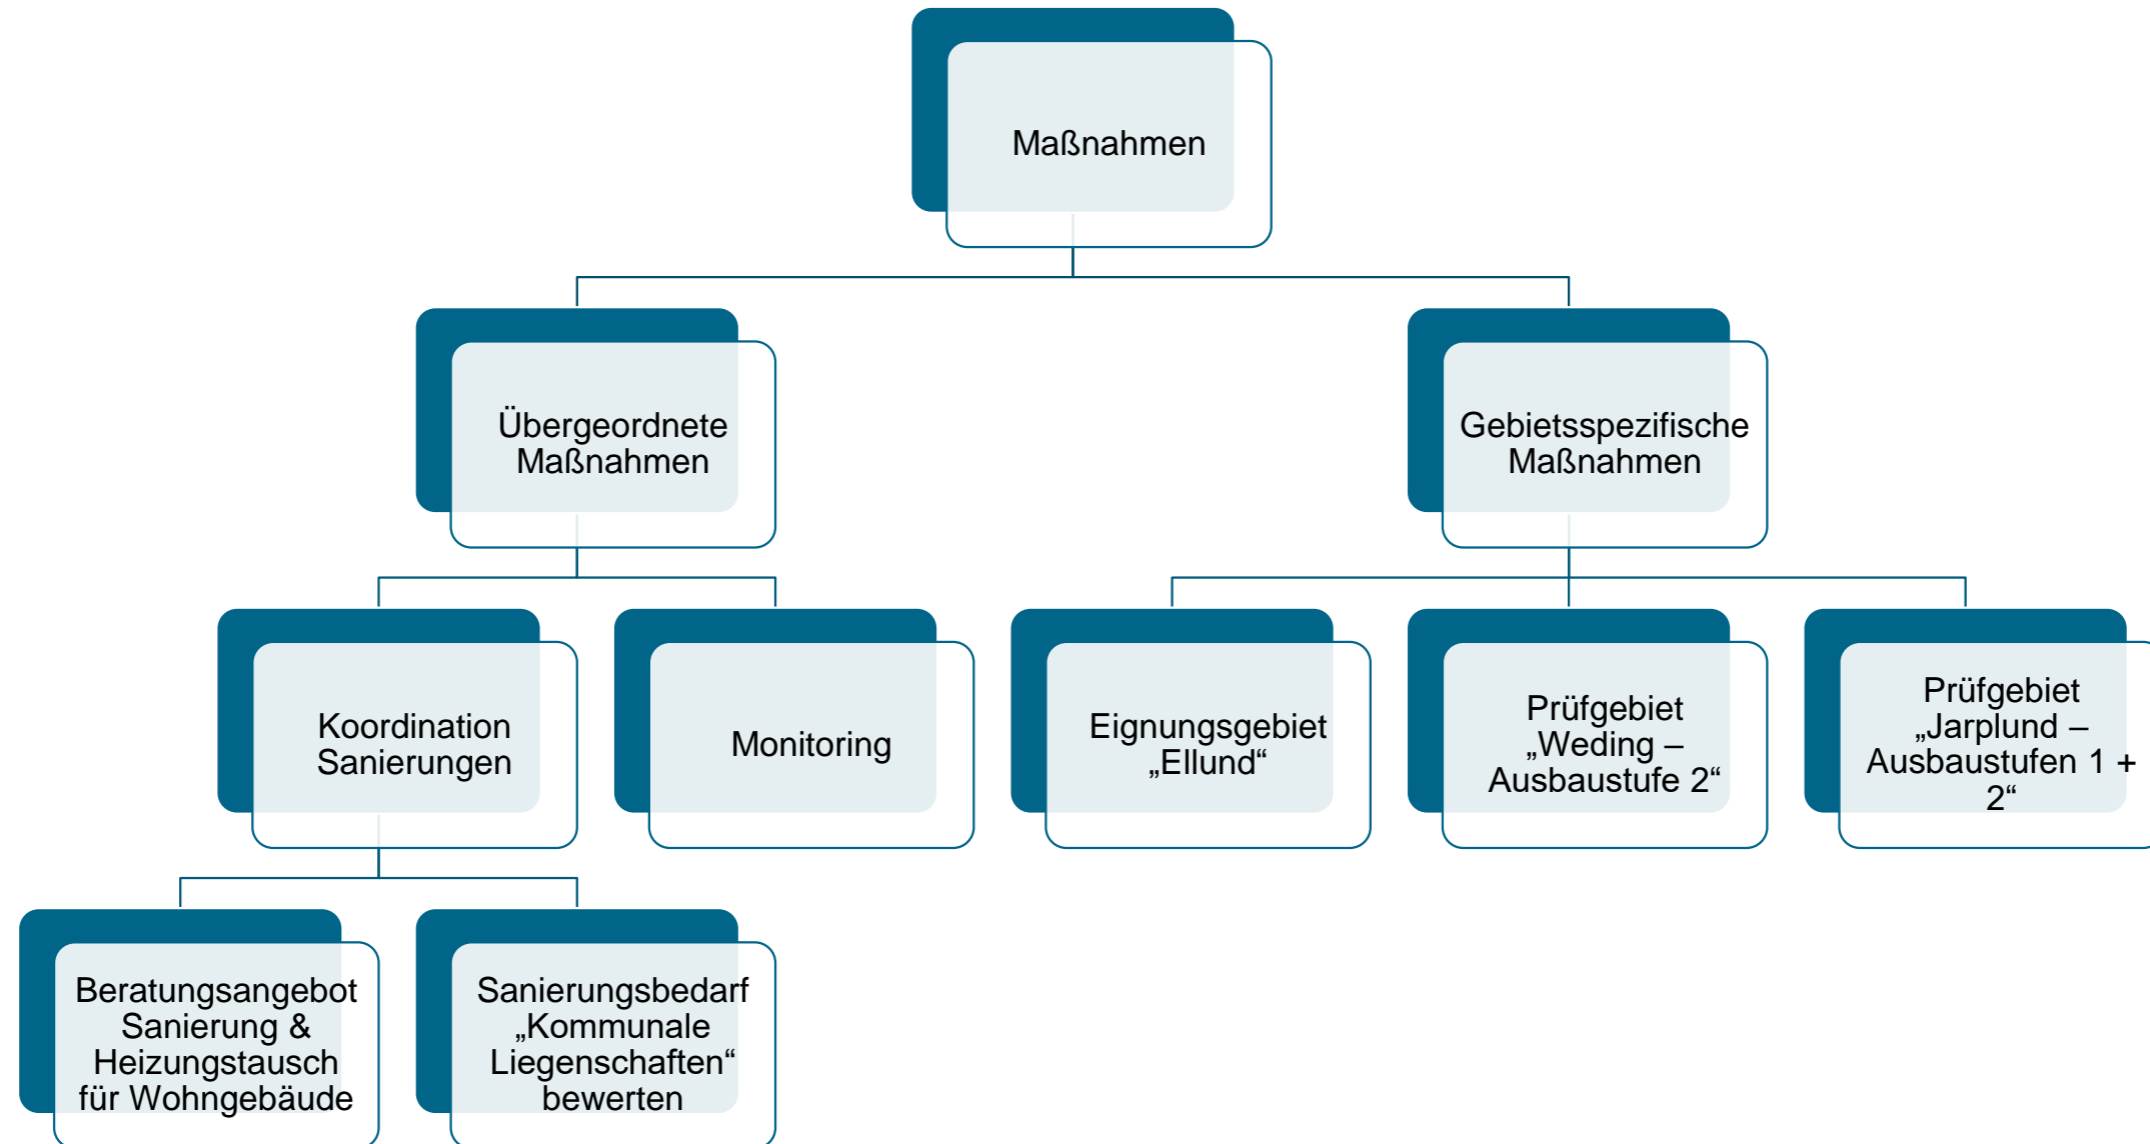 Maßnahmen
Übergeordnete
Maßnahmen
Gebietsspezifische
Maßnahmen
Koordination
Sanierungen
Monitoring
Eignungsgebiet
„Ellund“
Prüfgebiet
„Weding –
Ausbaustufe 2“
Prüfgebiet
„Jarplund –
Ausbaustufen 1 +
2“
Beratungsangebot
Sanierung &
Heizungstausch
für Wohngebäude
Sanierungsbedarf
„Kommunale
Liegenschaften“
bewerten